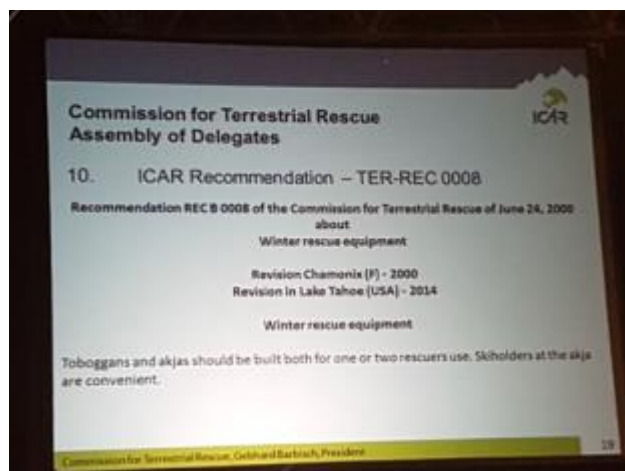 Commission for Terrestrial Rescue
Assembly of Delegates
ICAR
10. ICAR Recommendation – TER-REC 0008
Recommendation REC B 0008 of the Commission for Terrestrial Rescue of June 24, 2000
about
Winter rescue equipment
Revision Chamonix (F) - 2000
Revision in Lake Tahoe (USA) - 2014
Winter rescue equipment
Toboggans and akjas should be built both for one or two rescuers use. Skiholders at the akja
are convenient.
Commission for Terrestrial Rescue, Gebhard Barbisch, President
19